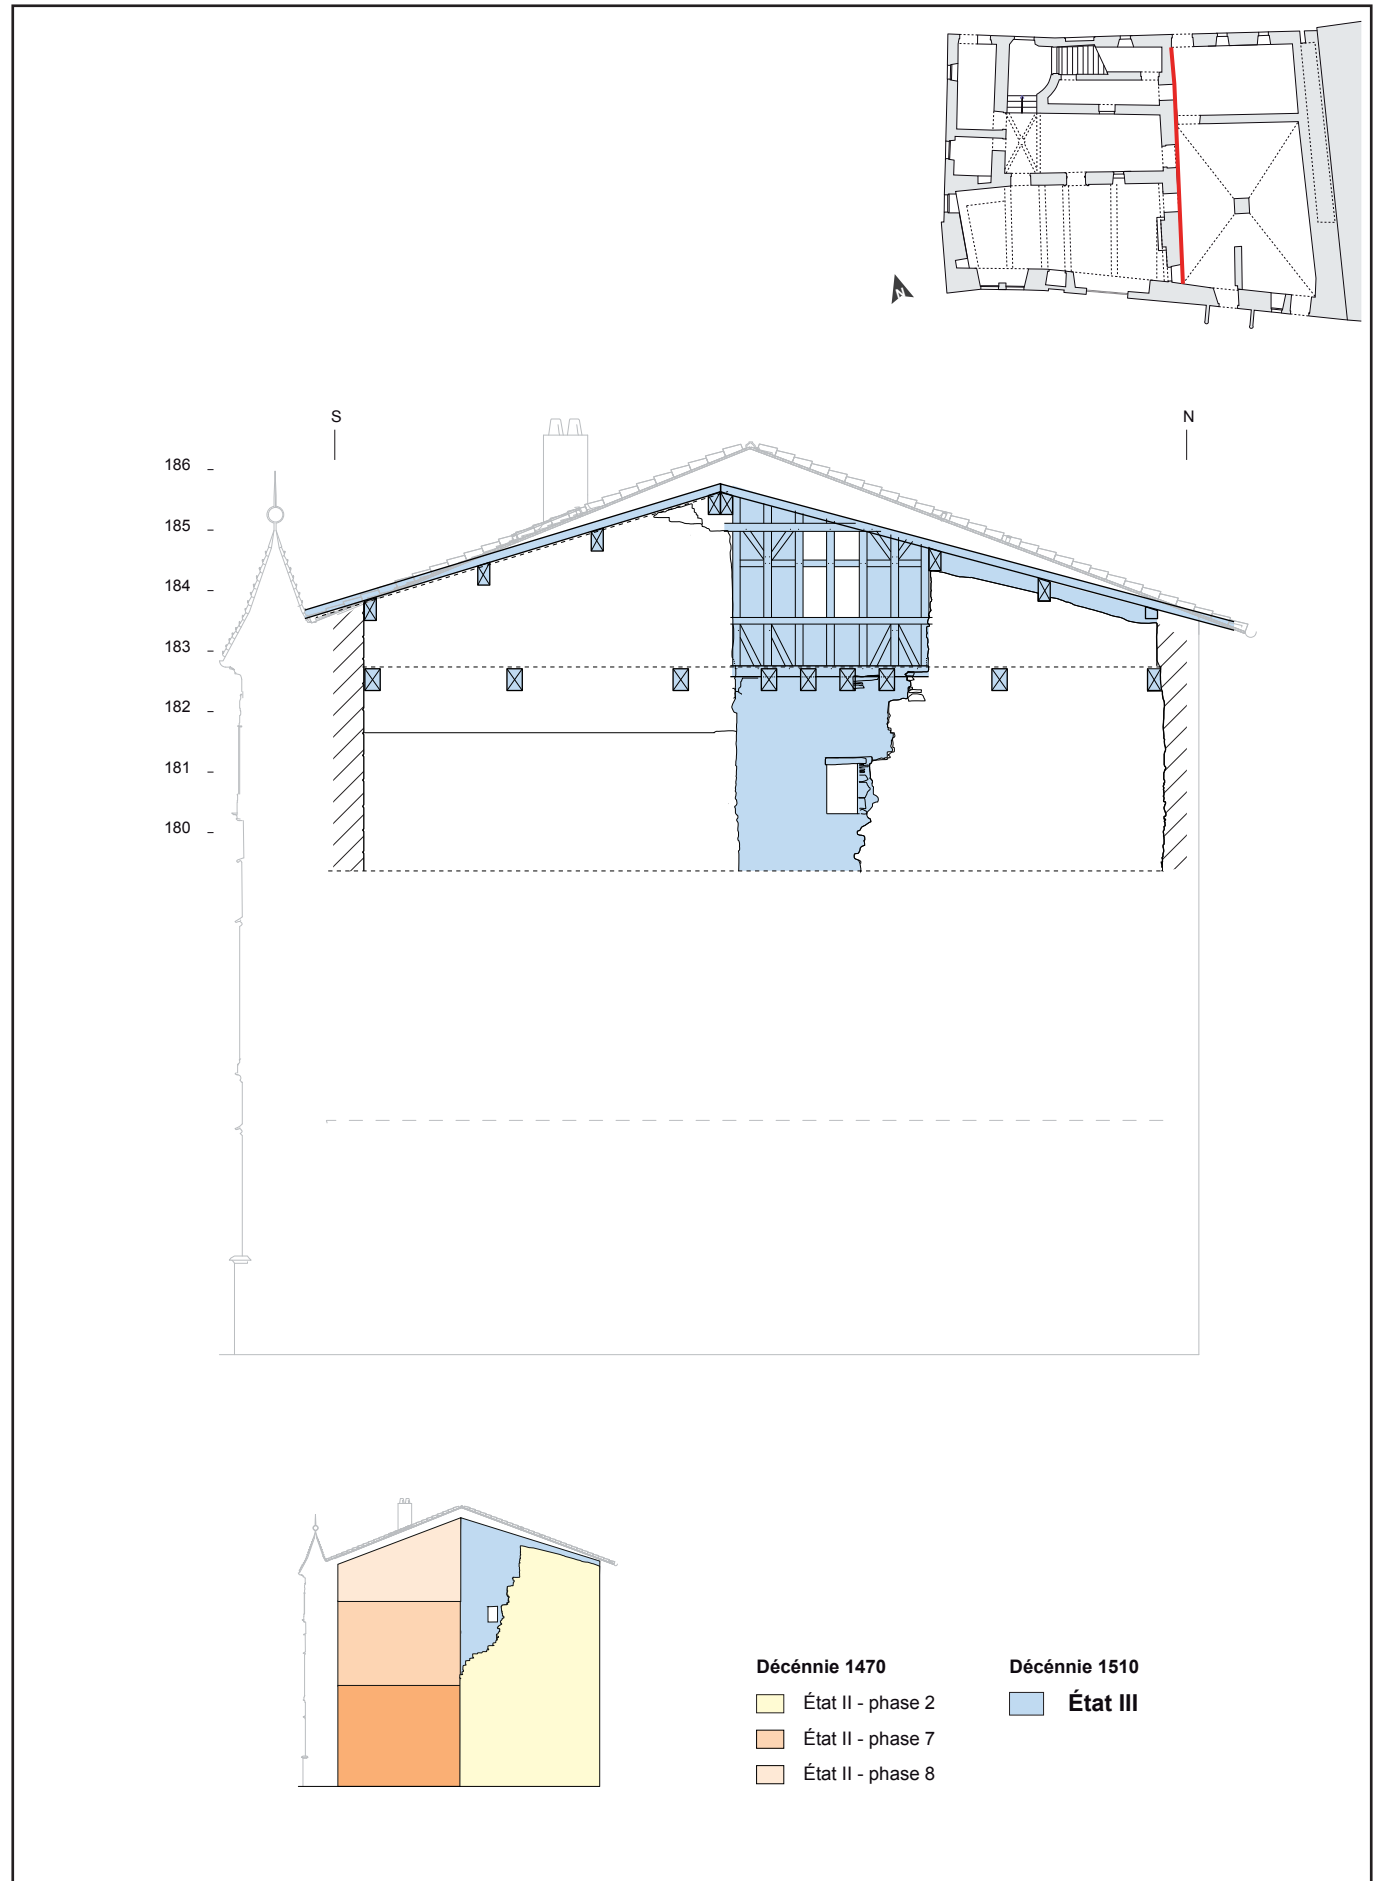 N
S
N
186
185
184
183
182
181
180
Décénnie 1470
État II - phase 2
État II - phase 7
État II - phase 8
Décénnie 1510
État III